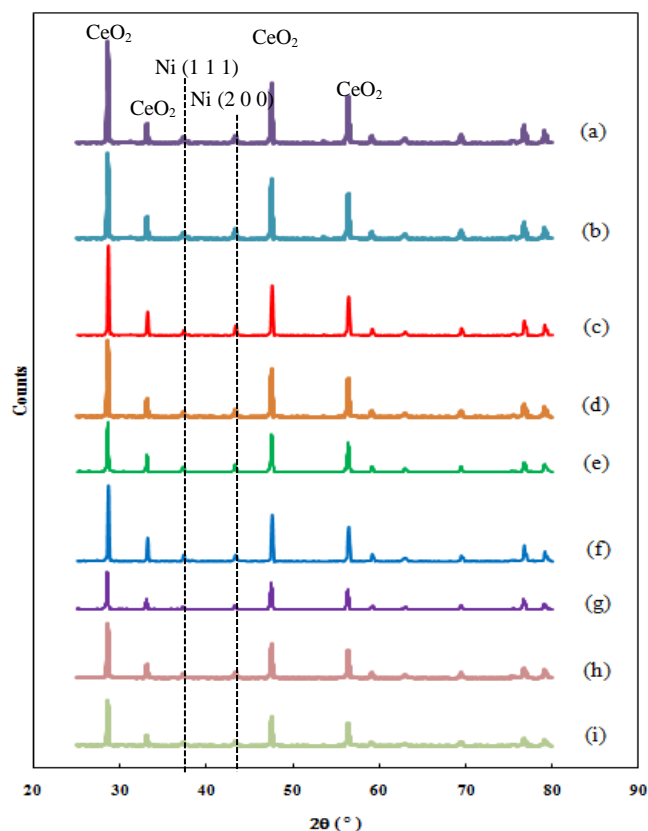 CeO₂
CeO₂
Ni (1 1 1)
Ni (2 0 0)
CeO₂
CeO₂
(a)
(b)
(c)
(d)
(e)
(f)
(g)
(h)
(i)
Counts
20 30 40 50 60 70 80 90
2θ ( ° )